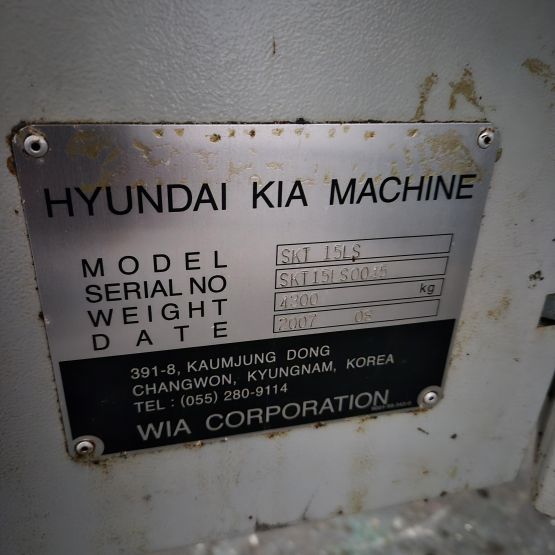 HYUNDAI KIA MACHINE
MODEL SKT 15LS
SERIAL NO SKT15LS0035
WEIGHT 4300 kg
DATE 2007 08
391-8, KAUMJUNG DONG
CHANGWON, KYUNGNAM, KOREA
TEL : (055) 280-9114
WIA CORPORATION